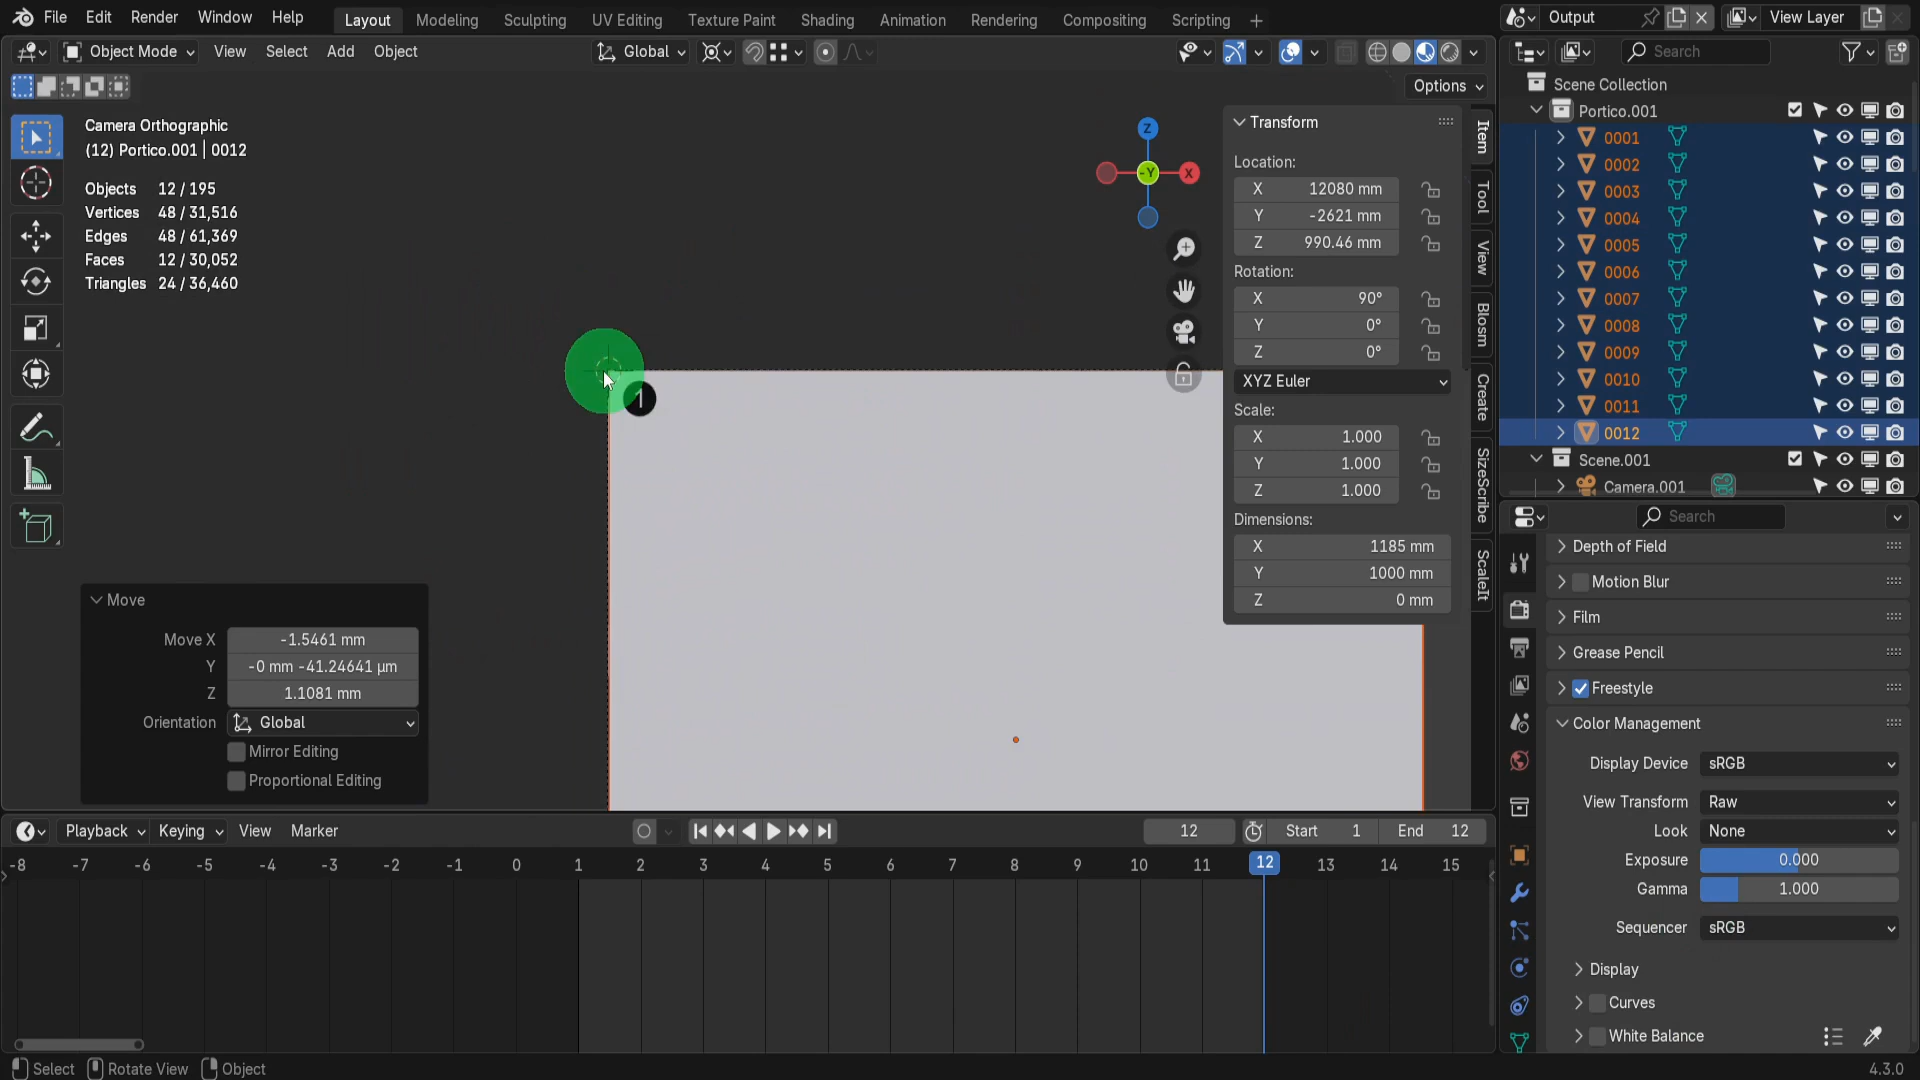 File Edit Render Window Help Layout Modeling Sculpting UV Editing Texture Paint Shading Animation Rendering Compositing Scripting + Output View Layer
Object Mode View Select Add Object Global Search
Options
Camera Orthographic
(12) Portico.001 | 0012
Objects 12 / 195
Vertices 48 / 31,516
Edges 48 / 61,369
Faces 12 / 30,052
Triangles 24 / 36,460
Z
-Y
X
1
Move
Move X -1.5461 mm
Y -0 mm -41.24641 µm
Z 1.1081 mm
Orientation Global
Mirror Editing
Proportional Editing
Transform
Location:
X 12080 mm
Y -2621 mm
Z 990.46 mm
Rotation:
X 90°
Y 0°
Z 0°
XYZ Euler
Scale:
X 1.000
Y 1.000
Z 1.000
Dimensions:
X 1185 mm
Y 1000 mm
Z 0 mm
Item
Tool
View
Blosm
Create
SizeScribe
ScaleIt
Scene Collection
Portico.001
0001
0002
0003
0004
0005
0006
0007
0008
0009
0010
0011
0012
Scene.001
Camera.001
Search
Depth of Field
Motion Blur
Film
Grease Pencil
Freestyle
Color Management
Display Device sRGB
View Transform Raw
Look None
Exposure 0.000
Gamma 1.000
Sequencer sRGB
Display
Curves
White Balance
Playback Keying View Marker 12 Start 1 End 12
-8 -7 -6 -5 -4 -3 -2 -1 0 1 2 3 4 5 6 7 8 9 10 11 12 13 14 15
Select Rotate View Object 4.3.0